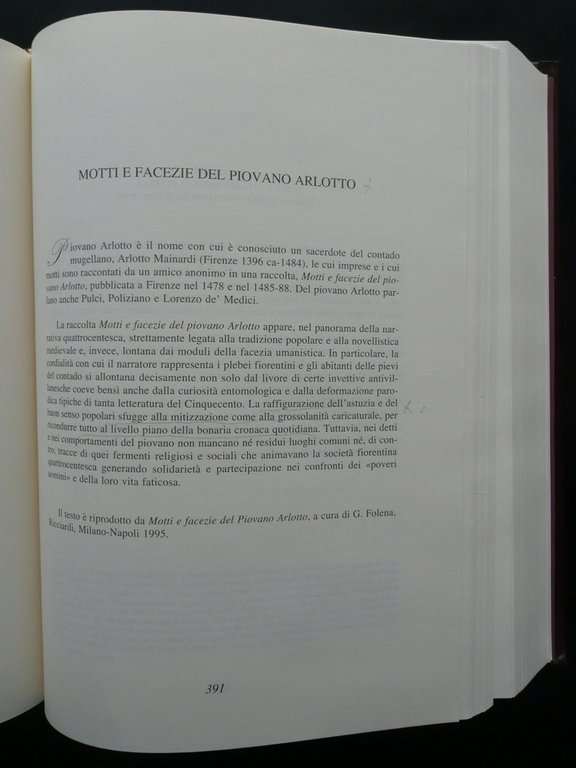 MOTTI E FACEZIE DEL PIOVANO ARLOTTO
Piovano Arlotto è il nome con cui è conosciuto un sacerdote del contado
mugellano, Arlotto Mainardi (Firenze 1396 ca-1484), le cui imprese e i cui
motti sono raccontati da un amico anonimo in una raccolta, Motti e facezie del pio-
vano Arlotto, pubblicata a Firenze nel 1478 e nel 1485-88. Del piovano Arlotto par-
lano anche Pulci, Poliziano e Lorenzo de' Medici.
La raccolta Motti e facezie del piovano Arlotto appare, nel panorama della nar-
rativa quattrocentesca, strettamente legata alla tradizione popolare e alla novellistica
medievale e, invece, lontana dai moduli della facezia umanistica. In particolare, la
cordialità con cui il narratore rappresenta i plebei fiorentini e gli abitanti delle pievi
del contado si allontana decisamente non solo dal livore di certe invettive antivil-
lanesche coeve bensì anche dalla curiosità entomologica e dalla deformazione paro-
dica tipiche di tanta letteratura del Cinquecento. La raffigurazione dell'astuzia e del
buon senso popolari sfugge alla mitizzazione come alla grossolanità caricaturale, per
ricondurre tutto al livello piano della bonaria cronaca quotidiana. Tuttavia, nei detti
e nei comportamenti del piovano non mancano né residui luoghi comuni né, di con-
tro, tracce di quei fermenti religiosi e sociali che animavano la società fiorentina
quattrocentesca generando solidarietà e partecipazione nei confronti dei «poveri
uomini» e della loro vita faticosa.
Il testo è riprodotto da Motti e facezie del Piovano Arlotto, a cura di G. Folena,
Ricciardi, Milano-Napoli 1995.
391